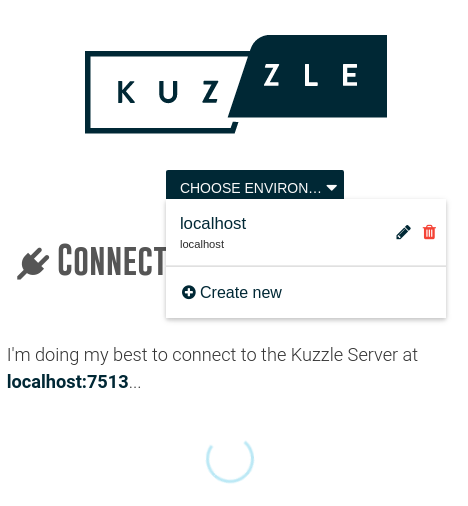 KUZZLE
CHOOSE ENVIRON...
localhost
localhost
CONNECT
Create new
I'm doing my best to connect to the Kuzzle Server at
localhost:7513...